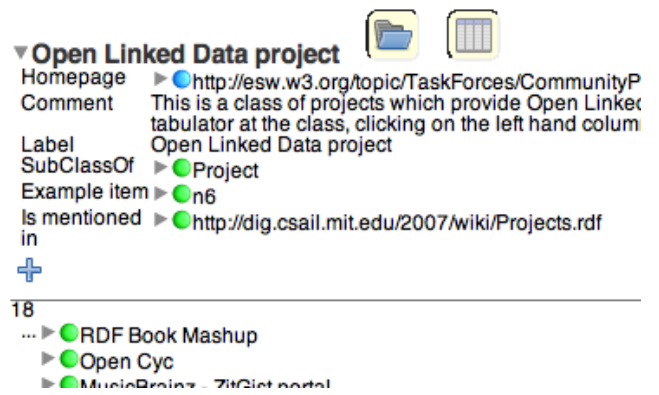 Open Linked Data project
Homepage http://esw.w3.org/topic/TaskForces/CommunityP
Comment This is a class of projects which provide Open Linked
tabulator at the class, clicking on the left hand colum
Label Open Linked Data project
SubClassOf Project
Example item n6
Is mentioned http://dig.csail.mit.edu/2007/wiki/Projects.rdf
in
18
... RDF Book Mashup
Open Cyc
MusicBrainz - ZitGist portal